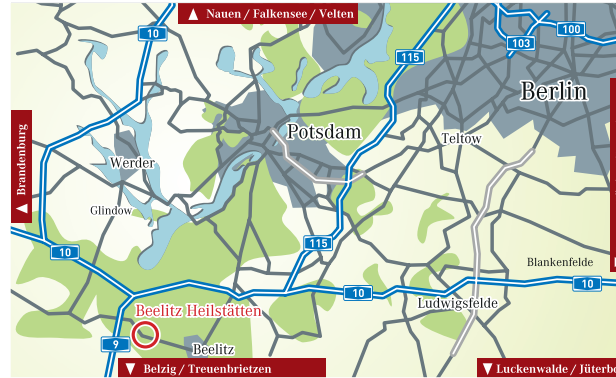 ▲ Nauen / Falkensee / Velten
10
100
103
115
Berlin
Potsdam
Teltow
◀ Brandenburg
Werder
Glindow
115
10
Blankenfelde
10
10
Ludwigsfelde
Beelitz Heilstätten
9
Beelitz
▼ Belzig / Treuenbrietzen
▼ Luckenwalde / Jüterb